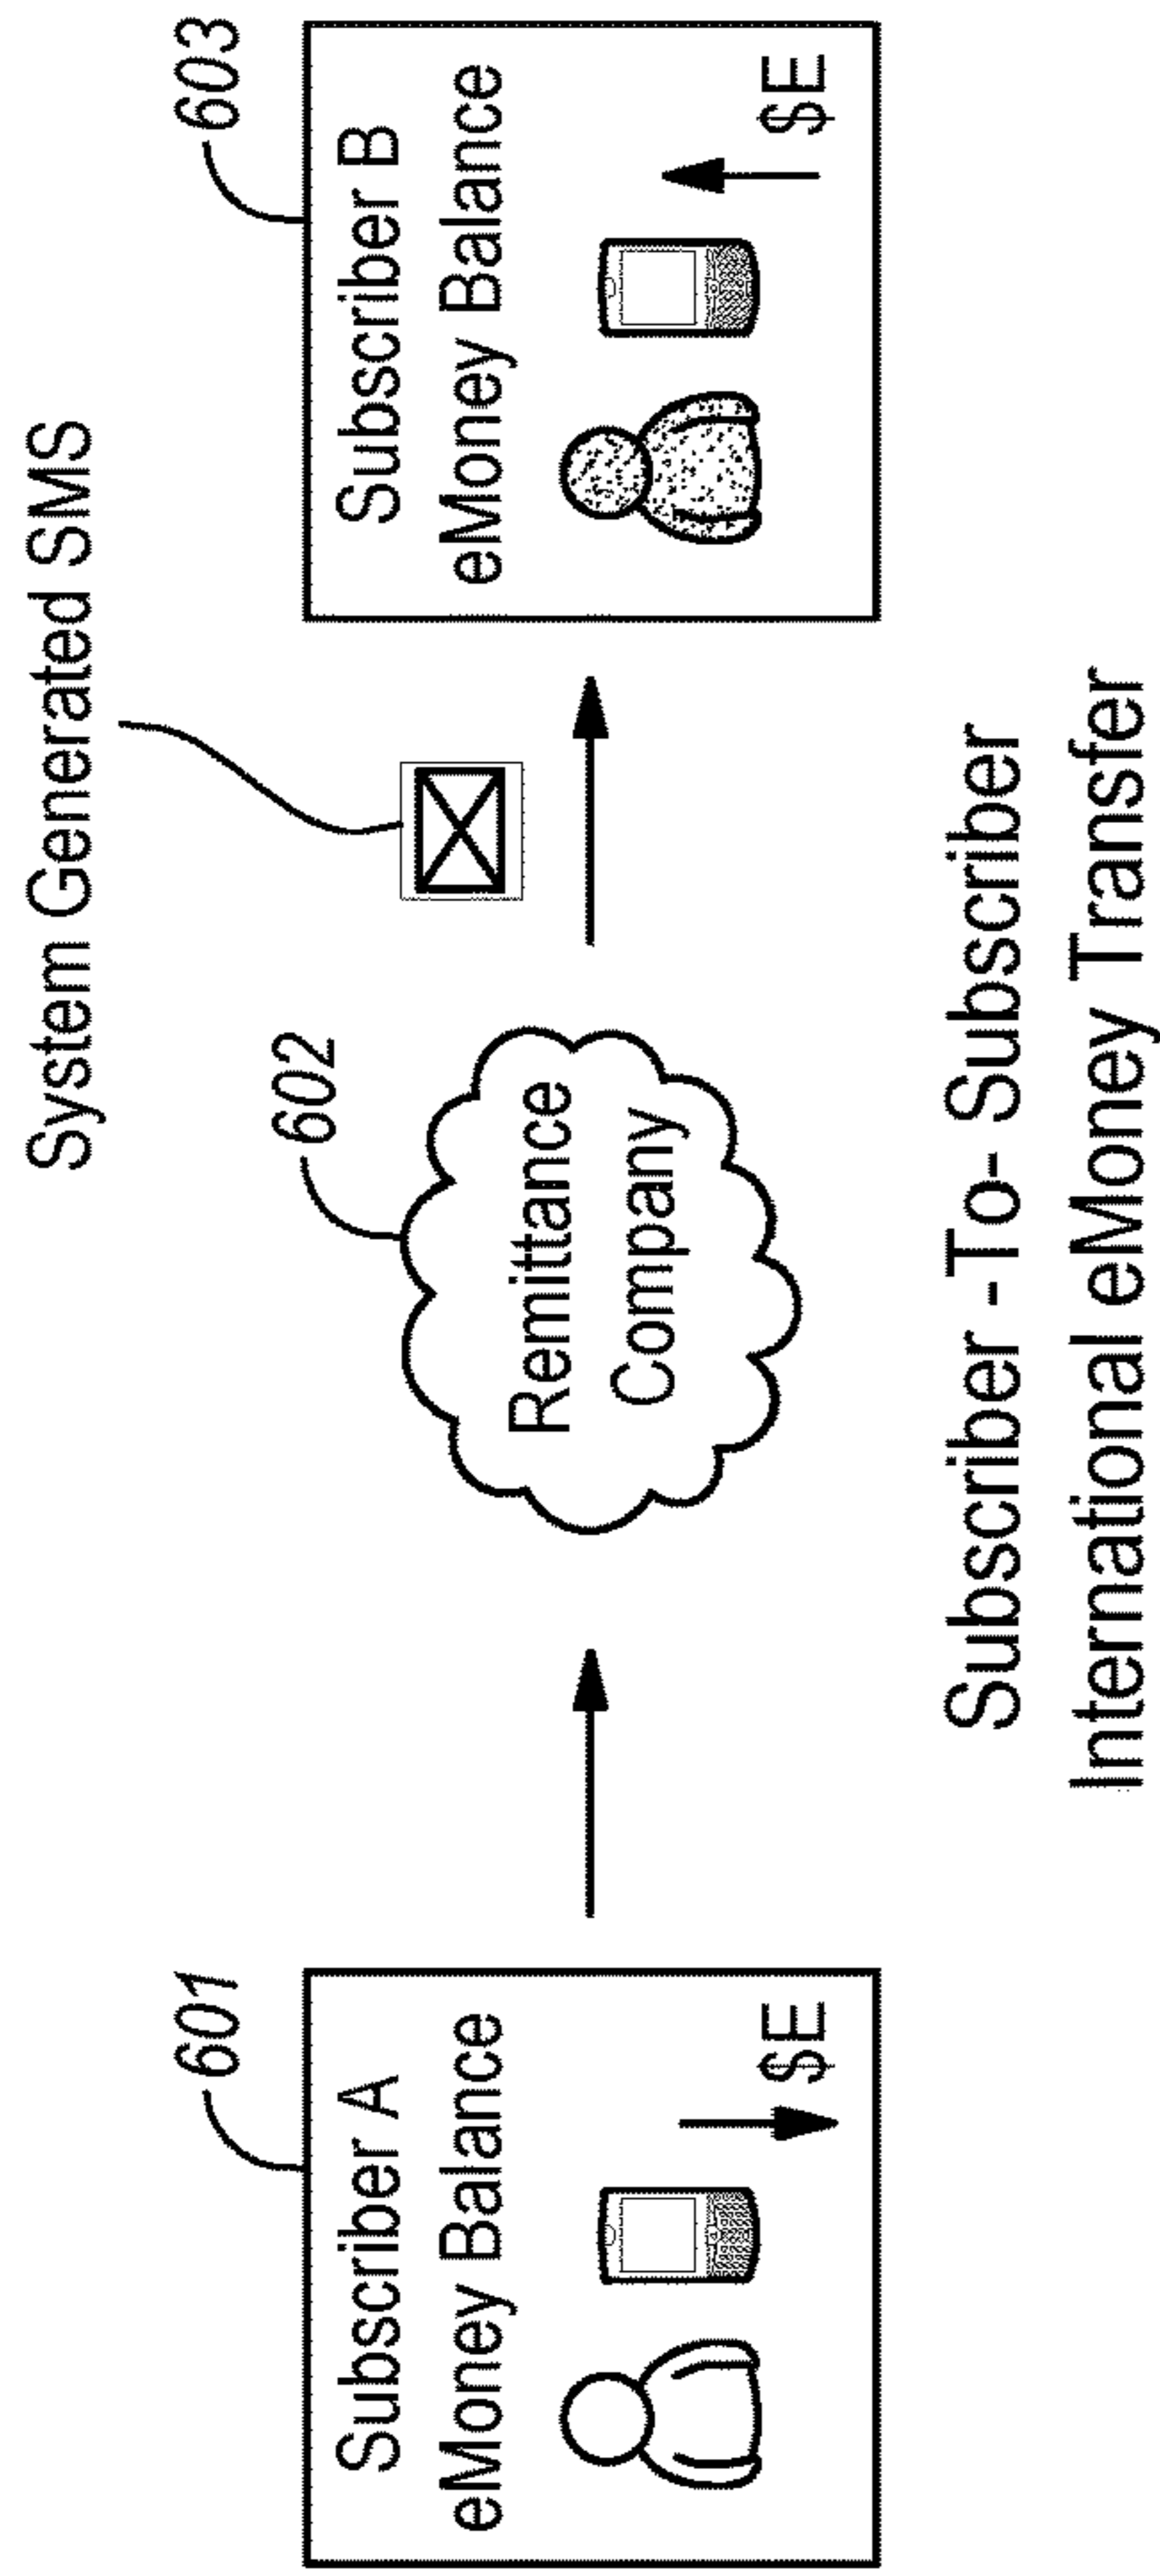 System Generated SMS
601
Subscriber A
eMoney Balance
$E
602
Remittance
Company
603
Subscriber B
eMoney Balance
$E
Subscriber -To- Subscriber
International eMoney Transfer